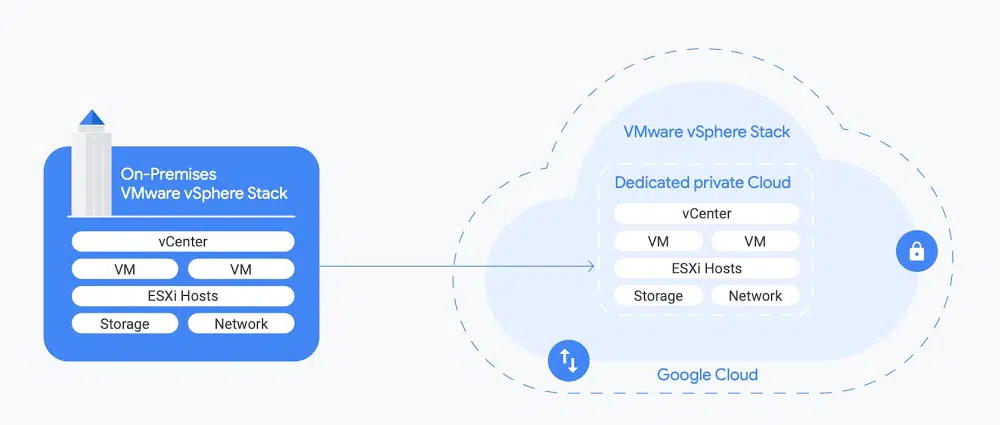 On-Premises
VMware vSphere Stack
vCenter
VM VM
ESXi Hosts
Storage Network
VMware vSphere Stack
Dedicated private Cloud
vCenter
VM VM
ESXi Hosts
Storage Network
Google Cloud